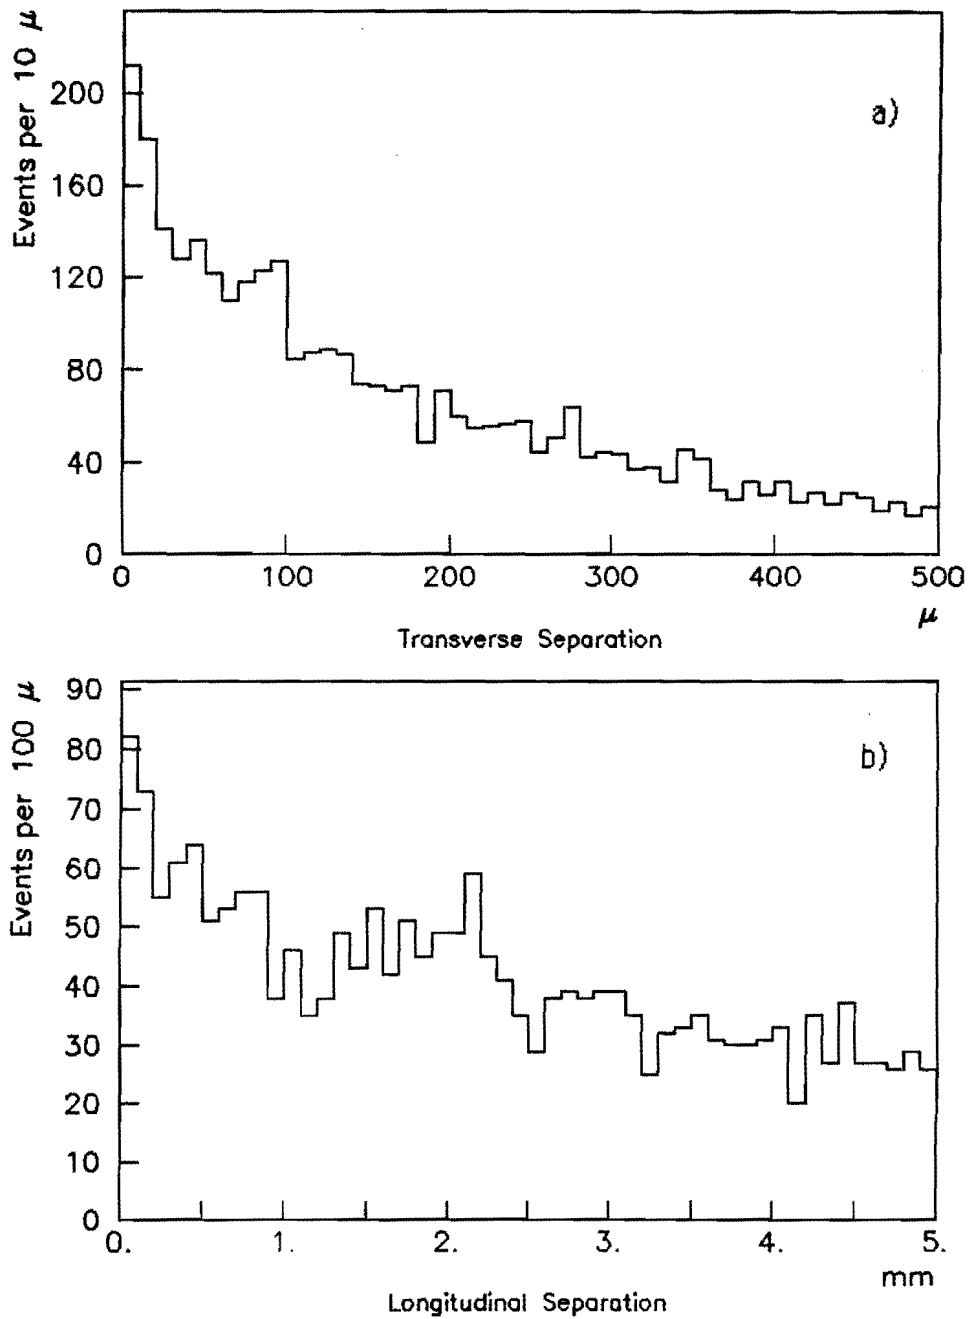 Events per 10 μ
200
160
120
80
40
0
a)
0 100 200 300 400 500
μ
Transverse Separation
Events per 100 μ
90
80
70
60
50
40
30
20
10
0
b)
0. 1. 2. 3. 4. 5.
mm
Longitudinal Separation